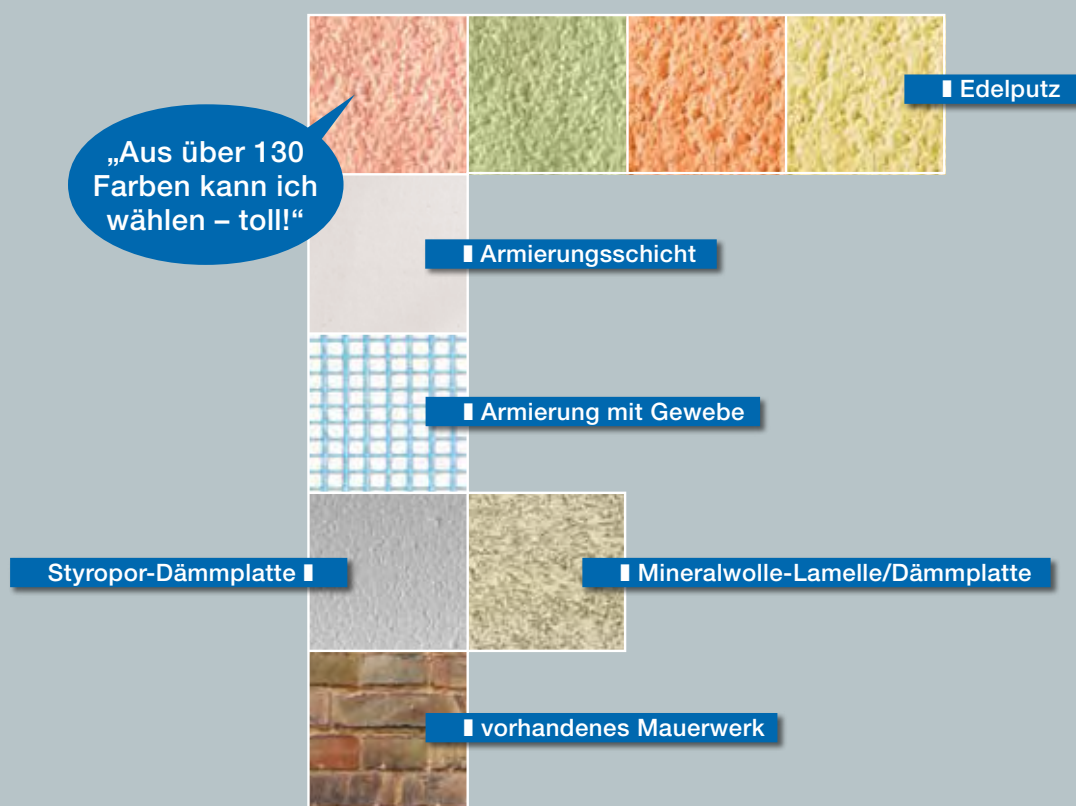 Edelputz
„Aus über 130
Farben kann ich
wählen – toll!“
Armierungsschicht
Armierung mit Gewebe
Styropor-Dämmplatte
Mineralwolle-Lamelle/Dämmplatte
vorhandenes Mauerwerk